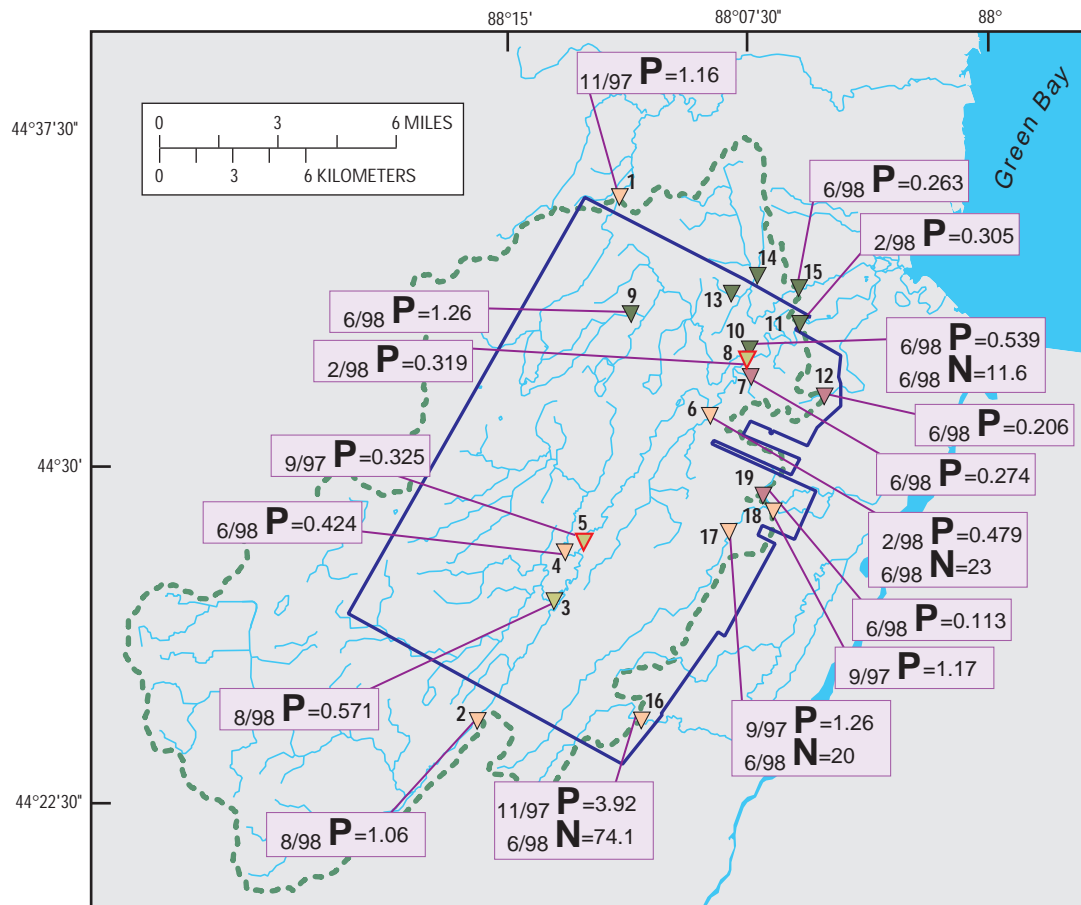 88°15'
88°07'30"
88°
44°37'30"
44°30'
44°22'30"
0 3 6 MILES
0 3 6 KILOMETERS
Green Bay
11/97 P=1.16
1
6/98 P=0.263
2/98 P=0.305
14
15
13
9
11
6/98 P=1.26
2/98 P=0.319
10
8
7
12
6/98 P=0.539
6/98 N=11.6
6
6/98 P=0.206
9/97 P=0.325
6/98 P=0.274
19
18
17
5
4
6/98 P=0.424
2/98 P=0.479
6/98 N=23
3
6/98 P=0.113
9/97 P=1.17
8/98 P=0.571
2
16
9/97 P=1.26
6/98 N=20
11/97 P=3.92
6/98 N=74.1
8/98 P=1.06